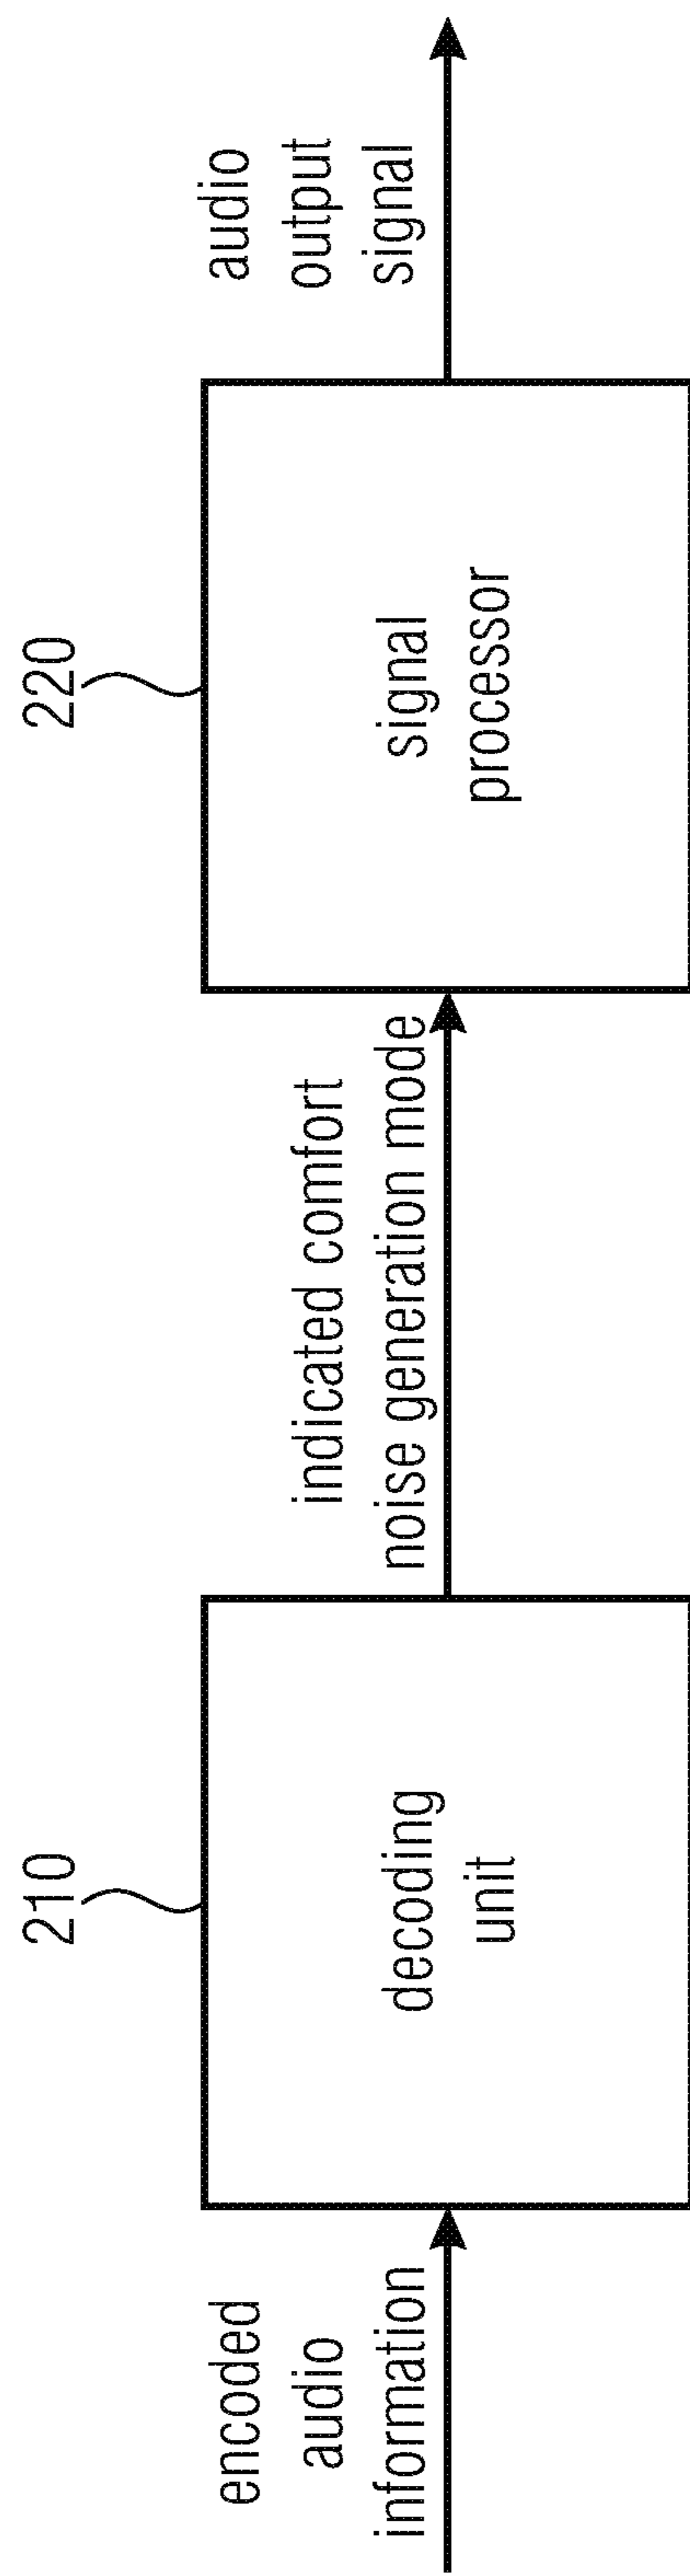 encoded
audio
information
210
decoding
unit
indicated comfort
noise generation mode
220
signal
processor
audio
output
signal